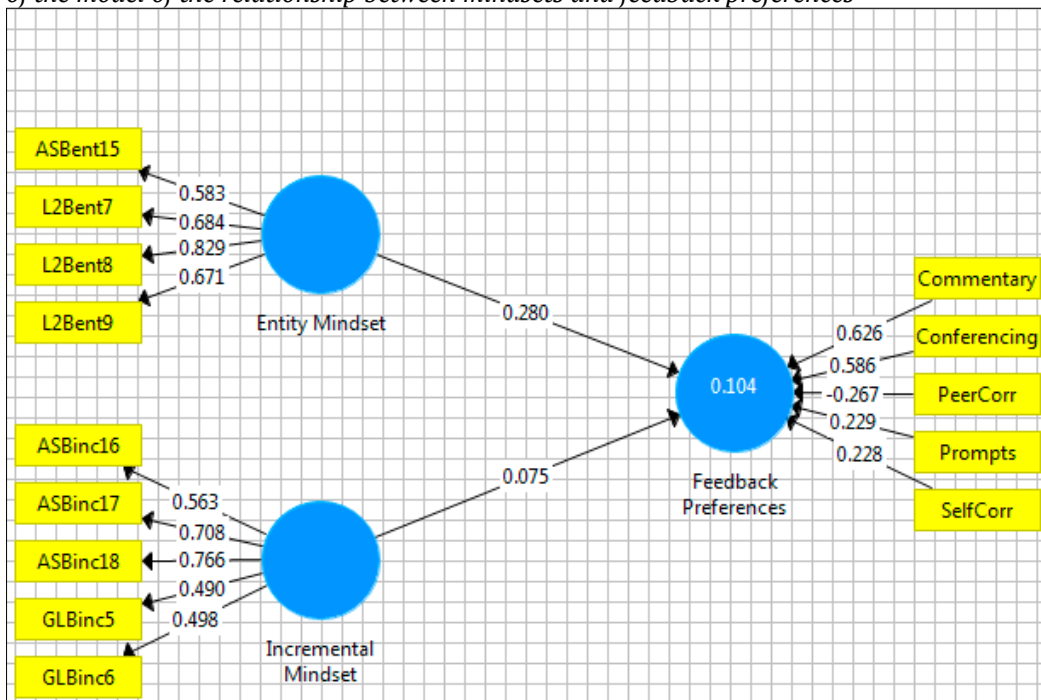 of the model of the relationship between mindsets and feedback preferences
ASBent15
L2Bent7
L2Bent8
L2Bent9
0.583
0.684
0.829
0.671
Entity Mindset
0.280
ASBinc16
ASBinc17
ASBinc18
GLBinc5
GLBinc6
0.563
0.708
0.766
0.490
0.498
Incremental
Mindset
0.075
0.104
Feedback
Preferences
0.626
0.586
-0.267
0.229
0.228
Commentary
Conferencing
PeerCorr
Prompts
SelfCorr